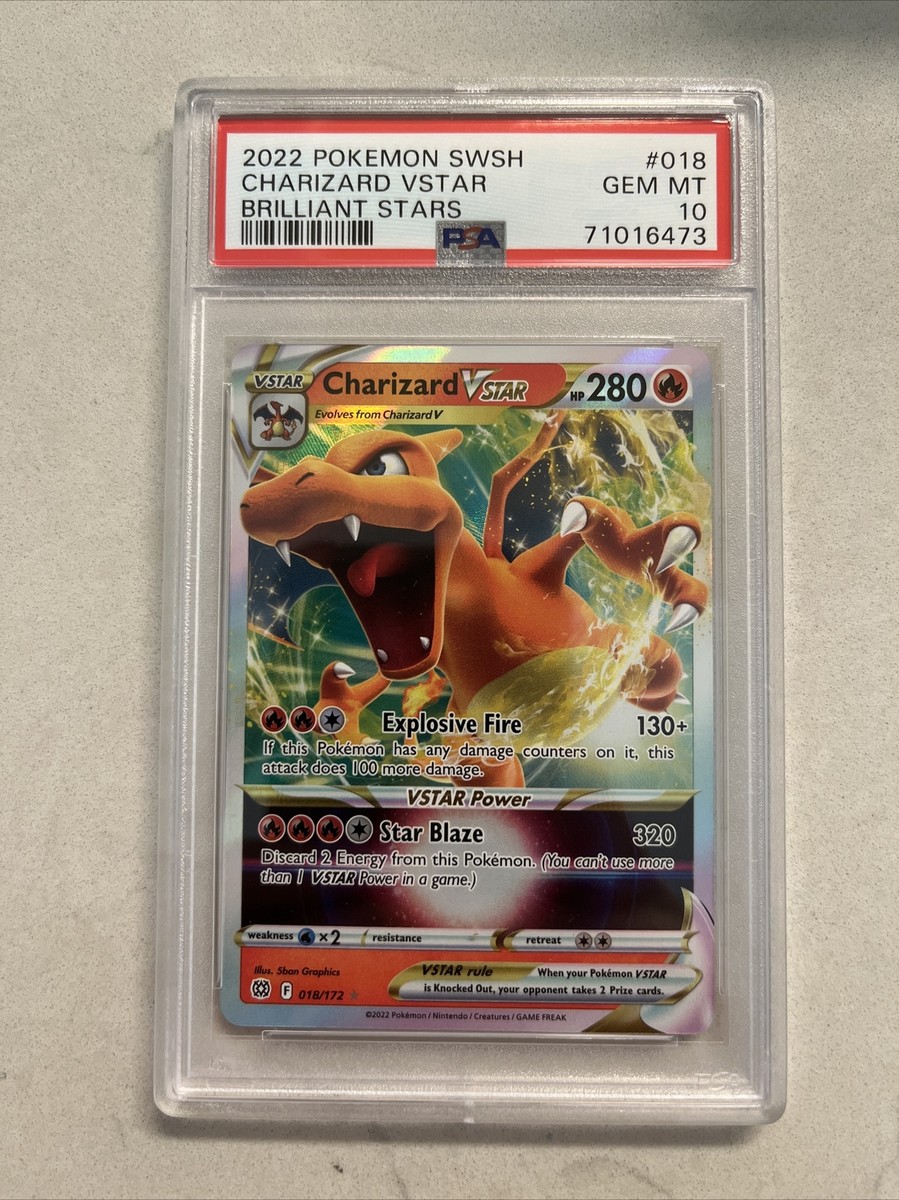 2022 POKEMON SWSH #018
CHARIZARD VSTAR GEM MT
BRILLIANT STARS 10
PSA 71016473
VSTAR Charizard VSTAR HP 280
Evolves from Charizard V
Explosive Fire 130+
If this Pokémon has any damage counters on it, this
attack does 100 more damage.
VSTAR Power
Star Blaze 320
Discard 2 Energy from this Pokémon. (You can't use more
than 1 VSTAR Power in a game.)
weakness ×2 resistance retreat
Illus. 5ban Graphics
VSTAR rule When your Pokémon VSTAR
is Knocked Out, your opponent takes 2 Prize cards.
F 018/172
©2022 Pokémon / Nintendo / Creatures / GAME FREAK